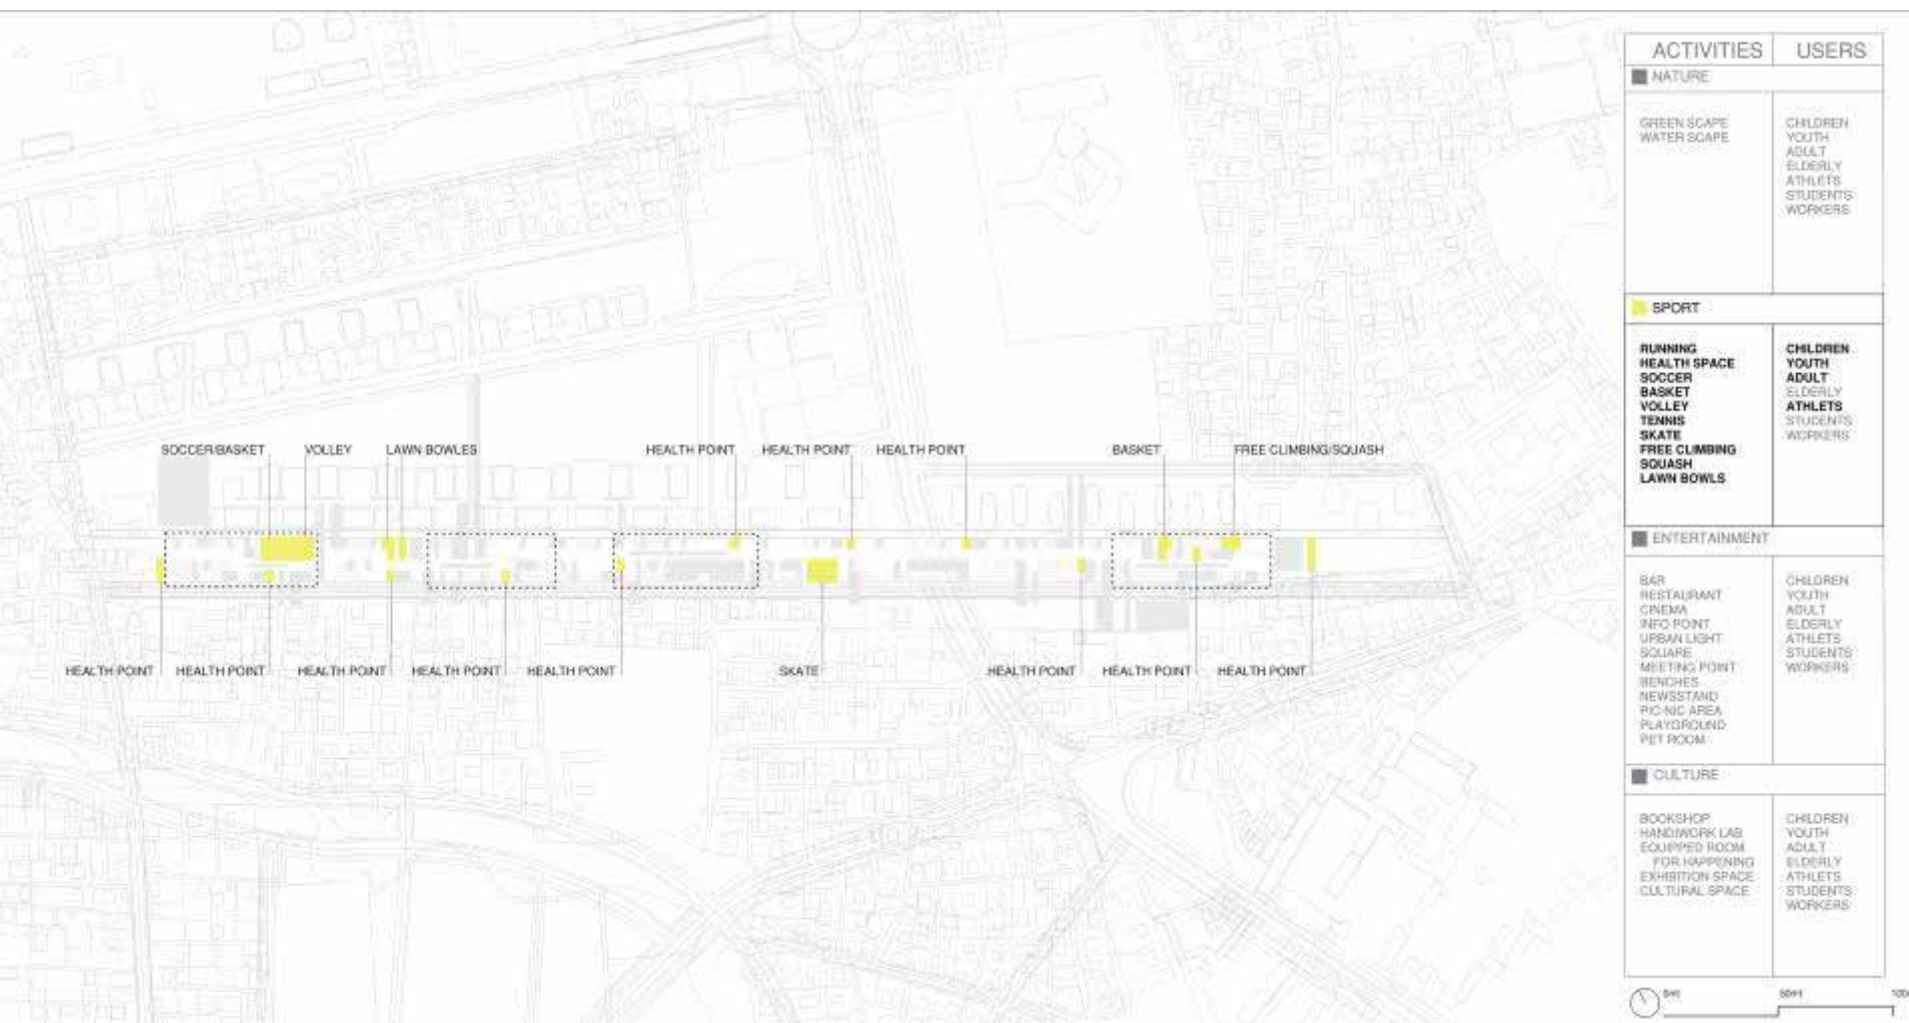 ACTIVITIES USERS
NATURE
GREEN SCAPE CHILDREN
WATER SCAPE YOUTH
ADULT
ELDERLY
ATHLETS
STUDENTS
WORKERS
SPORT
RUNNING CHILDREN
HEALTH SPACE YOUTH
SOCCER ADULT
BASKET ELDERLY
VOLLEY ATHLETS
TENNIS STUDENTS
SKATE WORKERS
FREE CLIMBING
SQUASH
LAWN BOWLS
SOCCER/BASKET VOLLEY LAWN BOWLES HEALTH POINT HEALTH POINT HEALTH POINT BASKET FREE CLIMBING/SQUASH
HEALTH POINT HEALTH POINT HEALTH POINT HEALTH POINT HEALTH POINT SKATE HEALTH POINT HEALTH POINT HEALTH POINT
ENTERTAINMENT
BAR CHILDREN
RESTAURANT YOUTH
CINEMA ADULT
INFO POINT ELDERLY
URBAN LIGHT ATHLETS
SQUARE STUDENTS
MEETING POINT WORKERS
BENCHES
NEWSSTAND
PIC NIC AREA
PLAYGROUND
PET ROOM
CULTURE
BOOKSHOP CHILDREN
HANDIWORK LAB YOUTH
EQUIPPED ROOM ADULT
FOR HAPPENING ELDERLY
EXHIBITION SPACE ATHLETS
CULTURAL SPACE STUDENTS
WORKERS
0mt 50mt